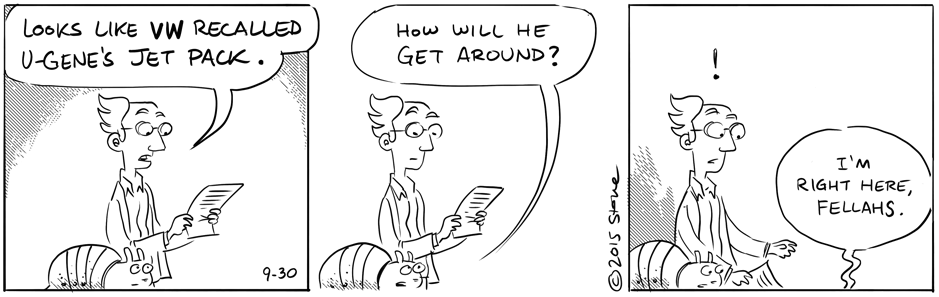 LOOKS LIKE VW RECALLED
U-GENE'S JET PACK.
9-30
HOW WILL HE
GET AROUND?
!
I'M
RIGHT HERE,
FELLAHS.
©2015 Stone